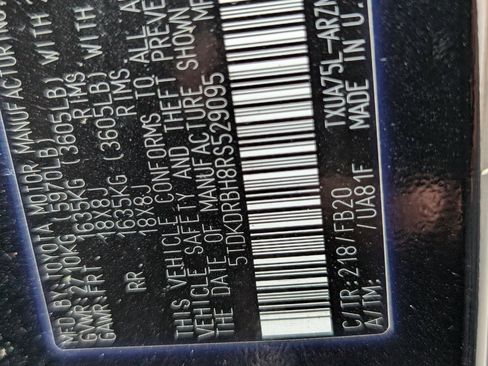 MFD. BY: TOYOTA MOTOR MANUFACTURING
GVWR: 2710KG (5970LB)
GAWR: FRT. 1635KG (3605LB) WITH
18X8J RIMS,
RR. 1635KG (3605LB) WITH
18X8J RIMS,
THIS VEHICLE CONFORMS TO ALL
VEHICLE SAFETY AND THEFT PREV
THE DATE OF MANUFACTURE SHOWN
5TDKDRBH8RS529095 MF
C/TR: 218/FB20 TXUA75L-ARZN
A/TM: /UA81F MADE IN U.